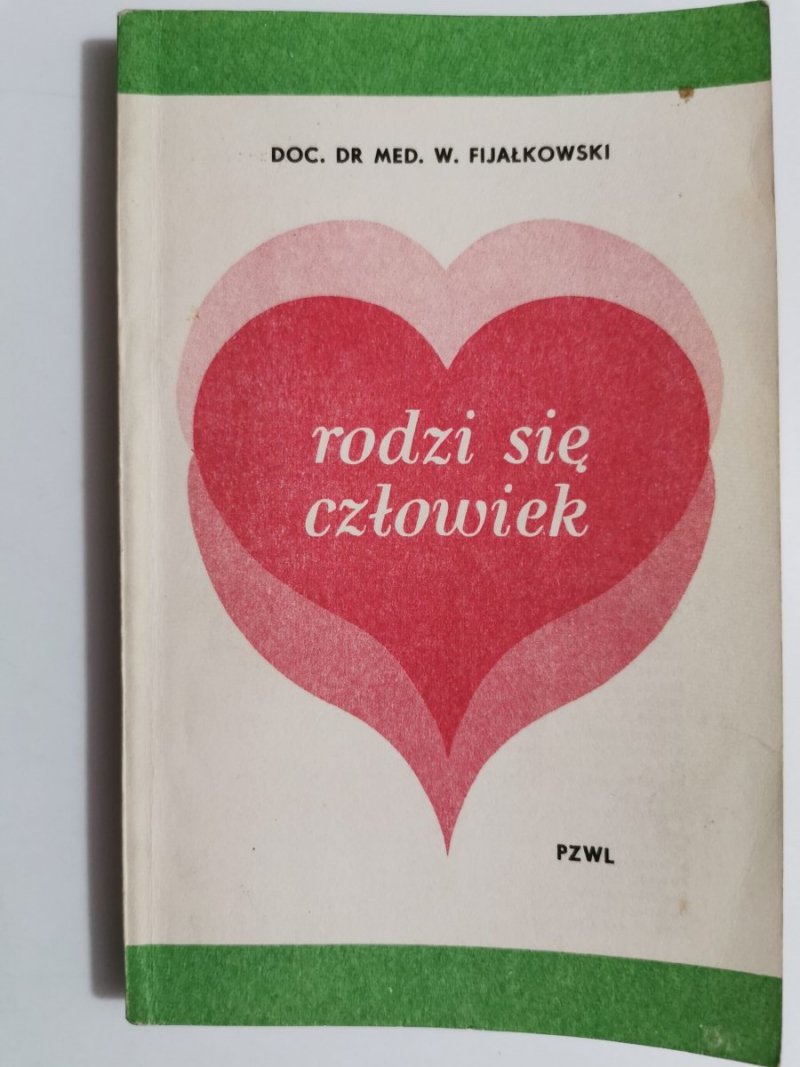 DOC. DR MED. W. FIJAŁKOWSKI
rodzi się
człowiek
PZWL